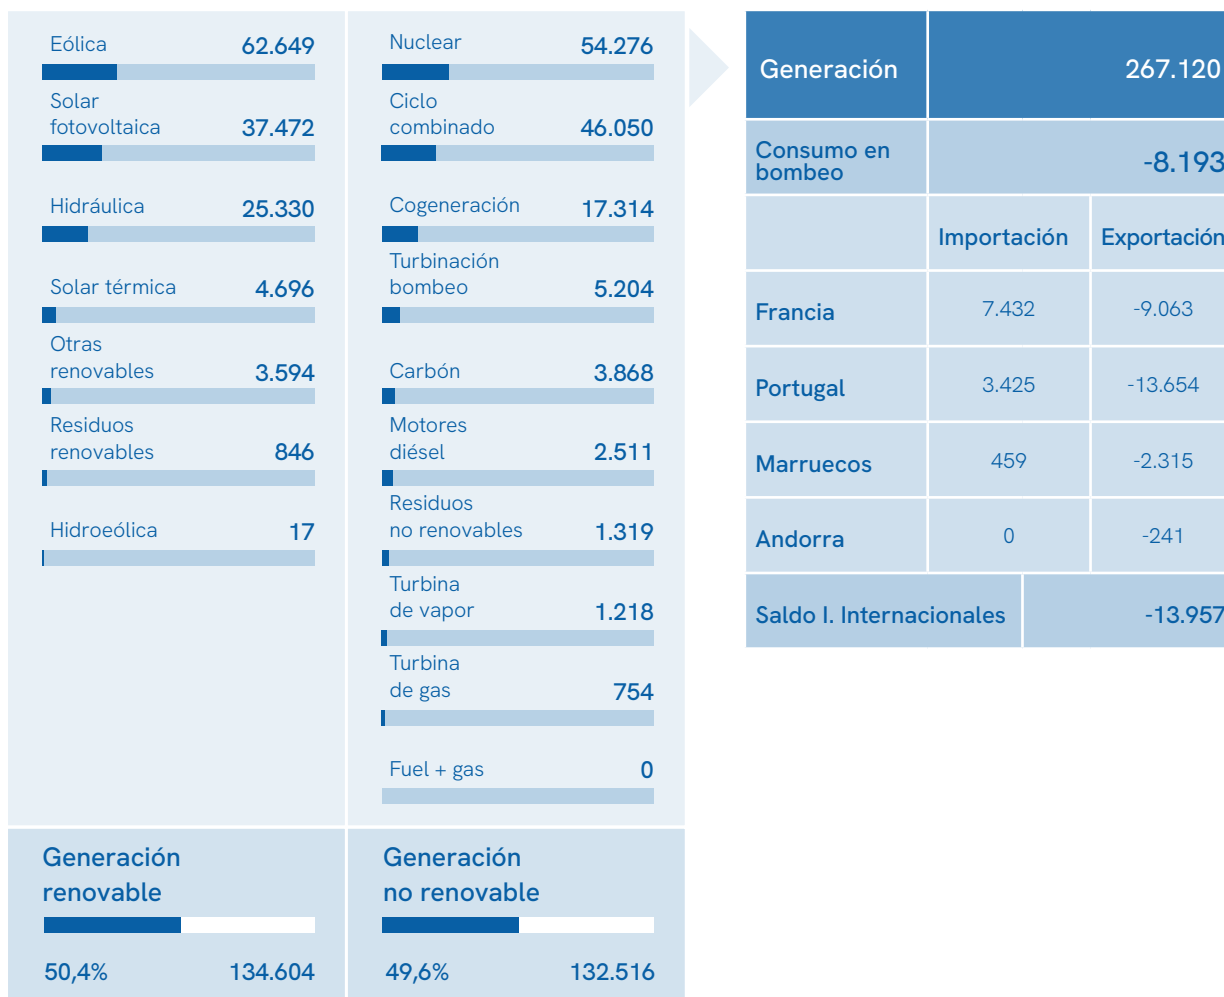 Eólica 62.649
Solar
fotovoltaica 37.472
Hidráulica 25.330
Solar térmica 4.696
Otras
renovables 3.594
Residuos
renovables 846
Hidroeólica 17
Generación
renovable
50,4% 134.604
Nuclear 54.276
Ciclo
combinado 46.050
Cogeneración 17.314
Turbinación
bombeo 5.204
Carbón 3.868
Motores
diésel 2.511
Residuos
no renovables 1.319
Turbina
de vapor 1.218
Turbina
de gas 754
Fuel + gas 0
Generación
no renovable
49,6% 132.516
Generación 267.120
Consumo en
bombeo -8.193
Importación Exportación
Francia 7.432 -9.063
Portugal 3.425 -13.654
Marruecos 459 -2.315
Andorra 0 -241
Saldo I. Internacionales -13.957